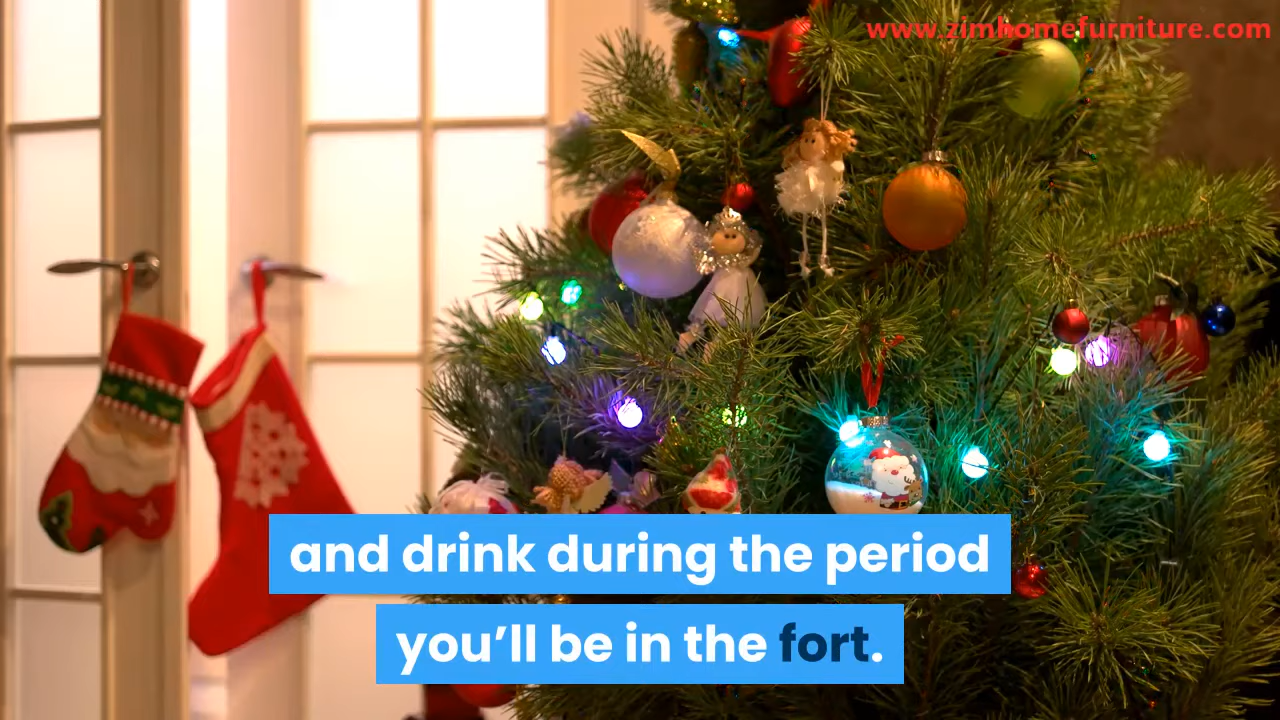 www.zimhomefurniture.com
and drink during the period
you’ll be in the fort.